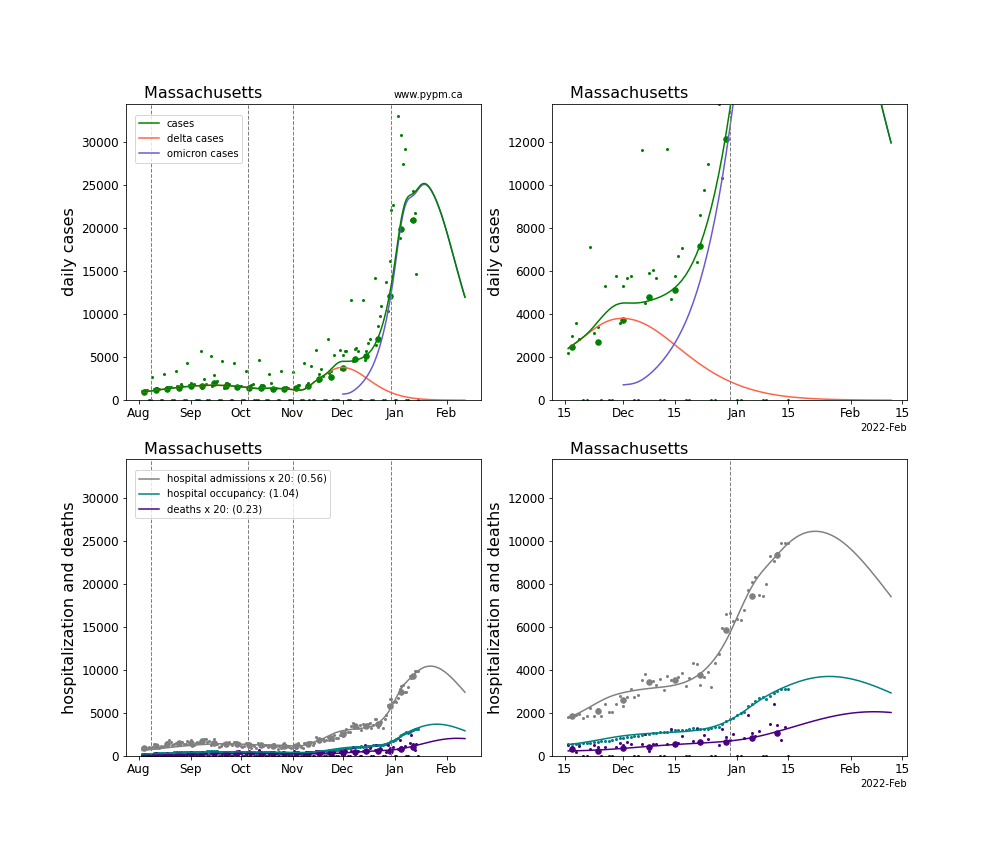 Massachusetts
www.pypm.ca
daily cases
30000
25000
20000
15000
10000
5000
0
cases
delta cases
omicron cases
Aug Sep Oct Nov Dec Jan Feb
Massachusetts
daily cases
12000
10000
8000
6000
4000
2000
0
15 Dec 15 Jan 15 Feb 15
2022-Feb
Massachusetts
hospitalization and deaths
30000
25000
20000
15000
10000
5000
0
hospital admissions x 20: (0.56)
hospital occupancy: (1.04)
deaths x 20: (0.23)
Aug Sep Oct Nov Dec Jan Feb
Massachusetts
hospitalization and deaths
12000
10000
8000
6000
4000
2000
0
15 Dec 15 Jan 15 Feb 15
2022-Feb